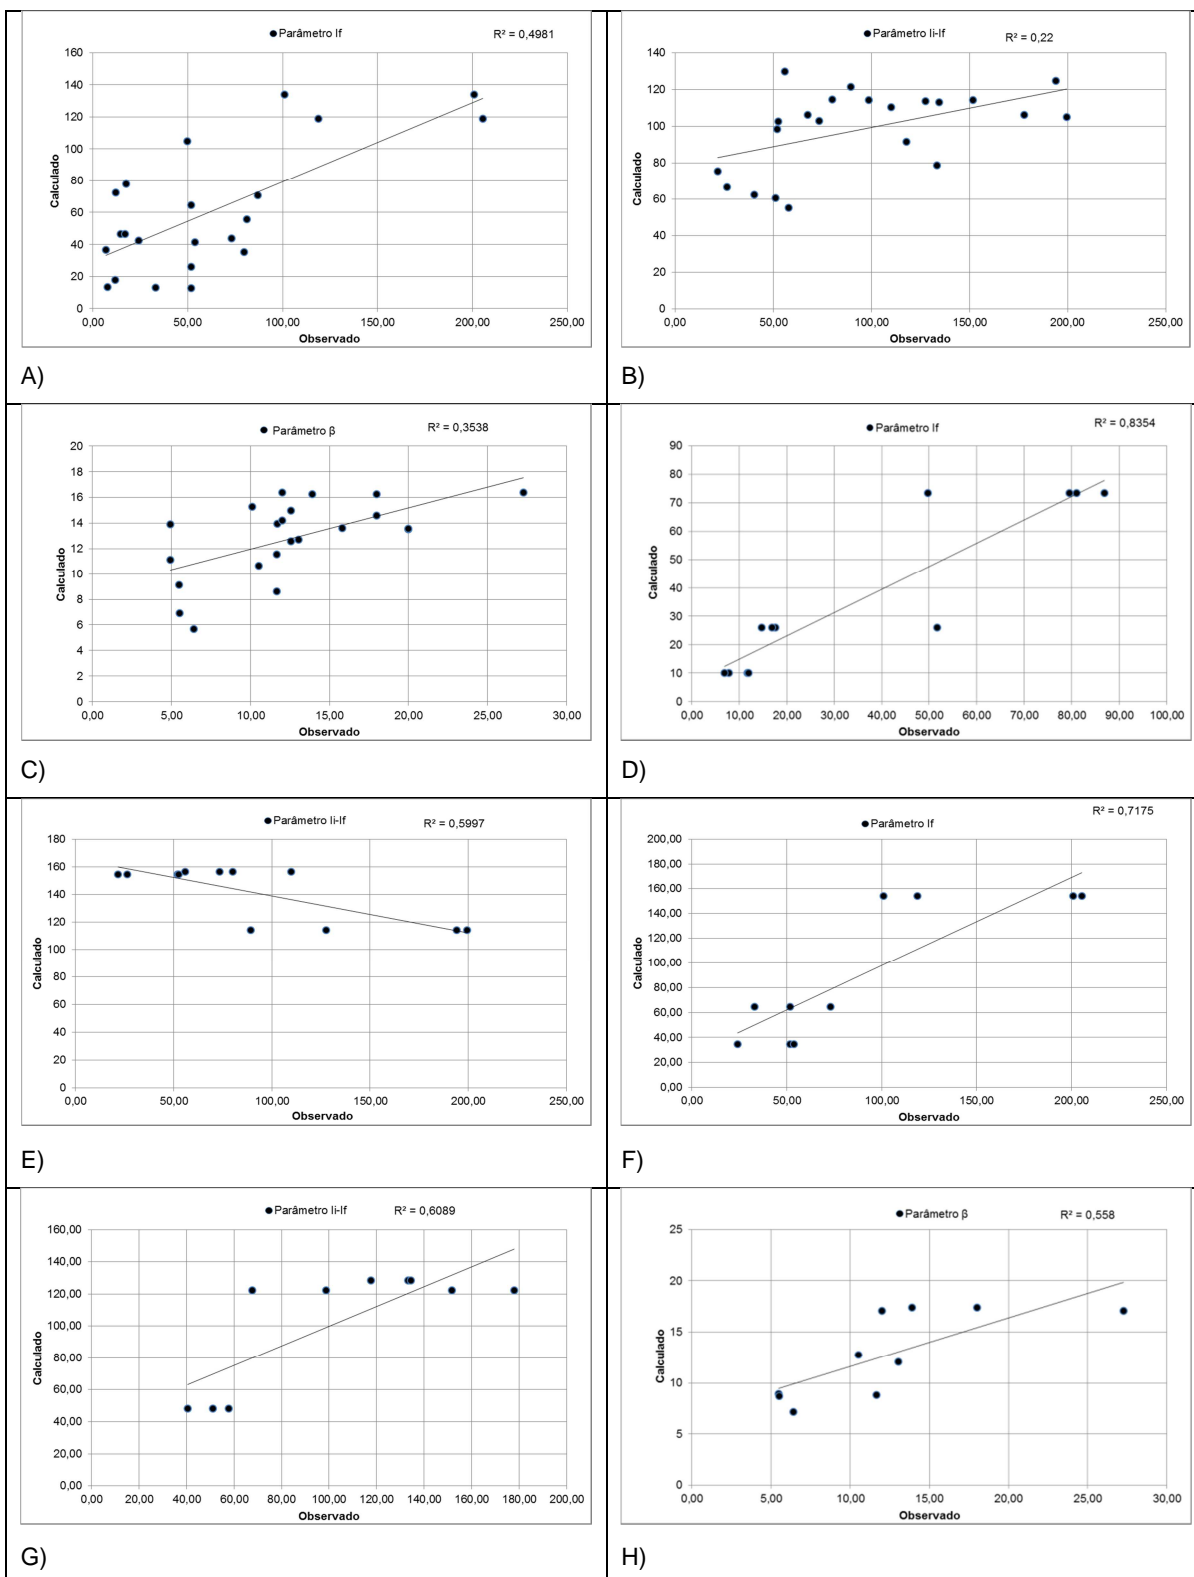 Parâmetro If R² = 0,4981
160
140
120
100
80
60
40
20
0
Calculado
0,00 50,00 100,00 150,00 200,00 250,00
Observado
A)
Parâmetro Ii-If R² = 0,22
140
120
100
80
60
40
20
0
Calculado
0,00 50,00 100,00 150,00 200,00 250,00
Observado
B)
Parâmetro β R² = 0,3538
20
18
16
14
12
10
8
6
4
2
0
Calculado
0,00 5,00 10,00 15,00 20,00 25,00 30,00
Observado
C)
Parâmetro If R² = 0,8354
90
80
70
60
50
40
30
20
10
0
Calculado
0,00 10,00 20,00 30,00 40,00 50,00 60,00 70,00 80,00 90,00 100,00
Observado
D)
Parâmetro Ii-If R² = 0,5997
180
160
140
120
100
80
60
40
20
0
Calculado
0,00 50,00 100,00 150,00 200,00 250,00
Observado
E)
Parâmetro If R² = 0,7175
200,00
180,00
160,00
140,00
120,00
100,00
80,00
60,00
40,00
20,00
0,00
Calculado
0,00 50,00 100,00 150,00 200,00 250,00
Observado
F)
Parâmetro Ii-If R² = 0,6089
160,00
140,00
120,00
100,00
80,00
60,00
40,00
20,00
0,00
Calculado
0,00 20,00 40,00 60,00 80,00 100,00 120,00 140,00 160,00 180,00 200,00
Observado
G)
Parâmetro β R² = 0,558
25
20
15
10
5
0
Calculado
0,00 5,00 10,00 15,00 20,00 25,00 30,00
Observado
H)